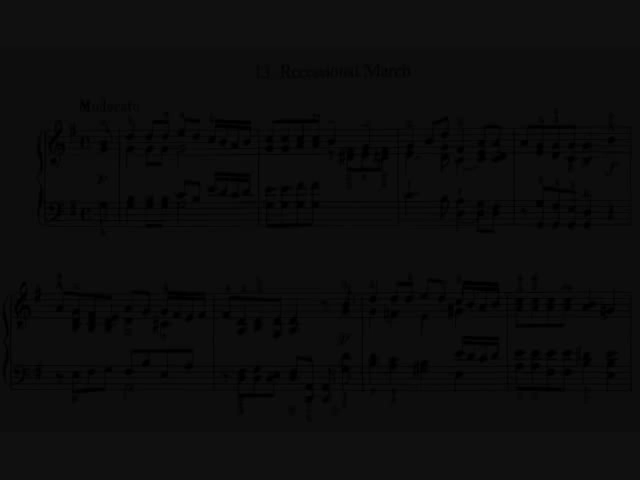 13. Recessional March
Moderato